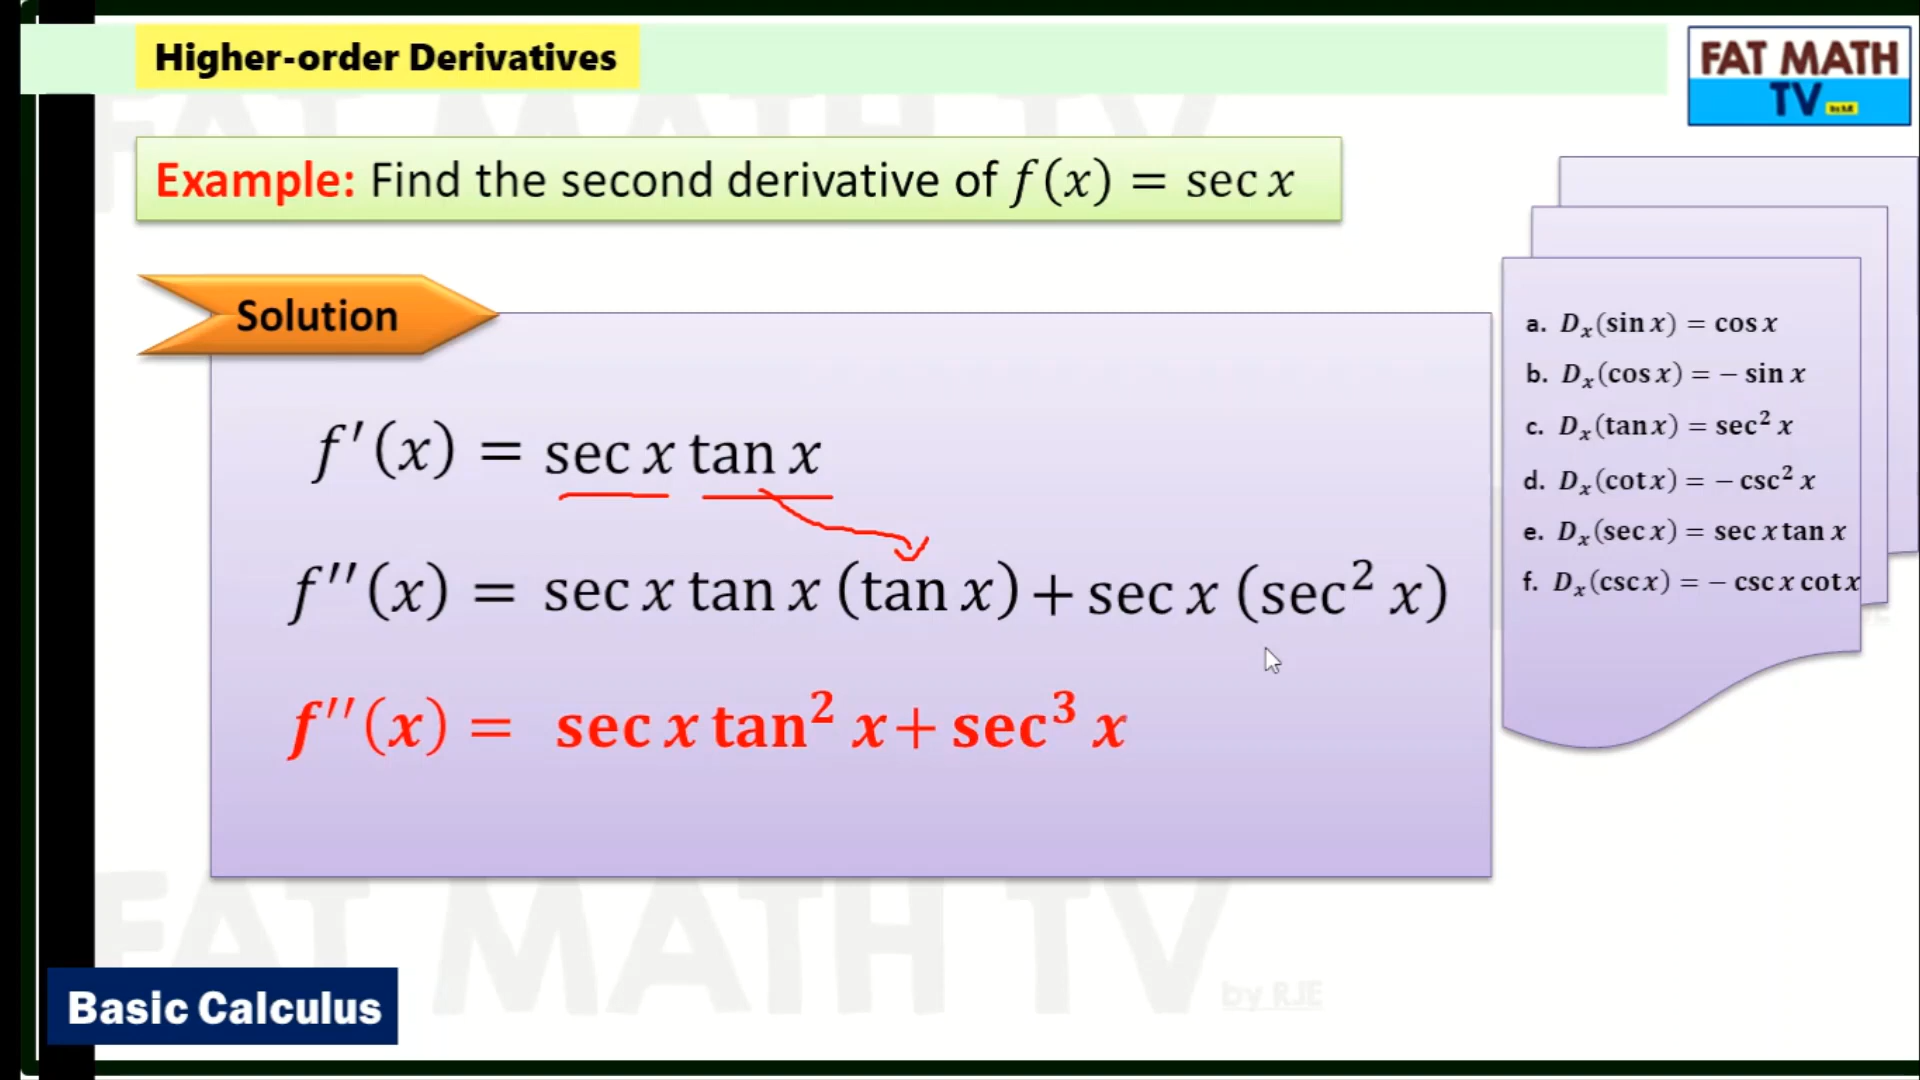 Higher-order Derivatives
FAT MATH
TV by RJE
Example: Find the second derivative of f(x) = sec x
Solution
f′(x) = sec x tan x
f″(x) = sec x tan x (tan x) + sec x (sec² x)
f″(x) = sec x tan² x + sec³ x
a. Dₓ(sin x) = cos x
b. Dₓ(cos x) = − sin x
c. Dₓ(tan x) = sec² x
d. Dₓ(cot x) = − csc² x
e. Dₓ(sec x) = sec x tan x
f. Dₓ(csc x) = − csc x cot x
FAT MATH TV
by RJE
Basic Calculus